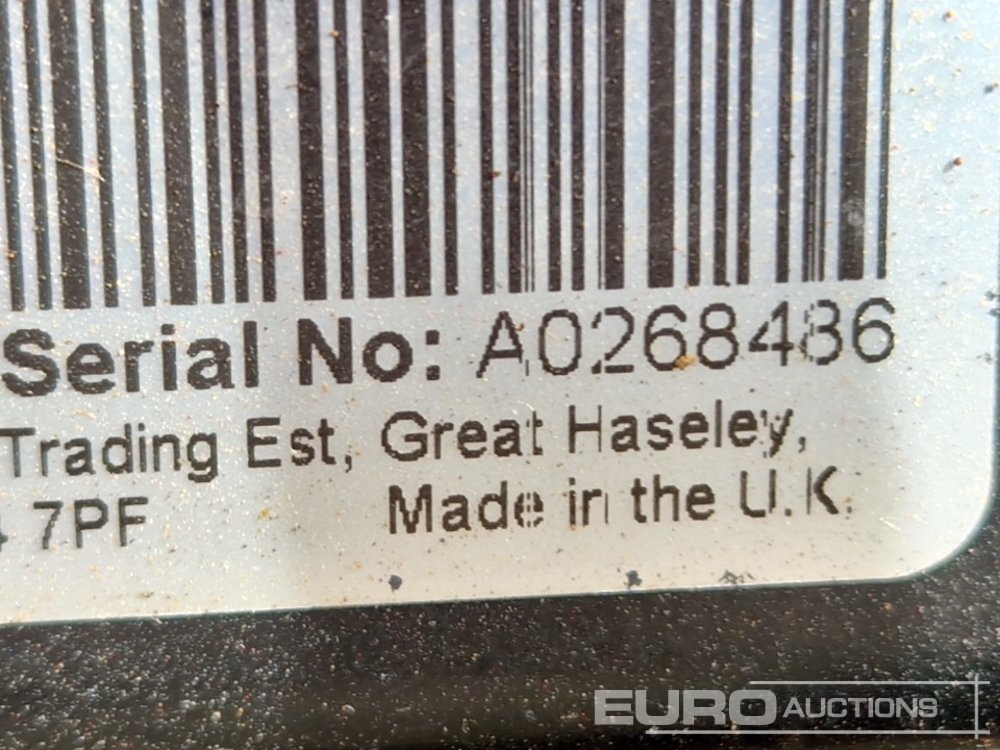 Serial No: A0268486
Trading Est, Great Haseley,
7PF Made in the U.K.
EURO AUCTIONS